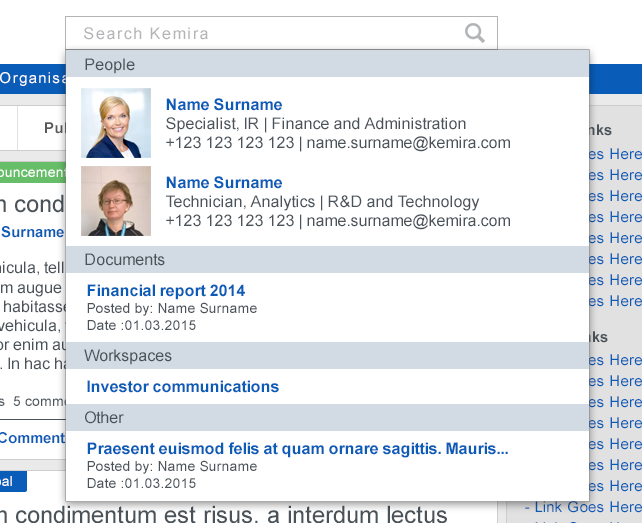 Search Kemira
People
Name Surname
Specialist, IR | Finance and Administration
+123 123 123 123 | name.surname@kemira.com
Name Surname
Technician, Analytics | R&D and Technology
+123 123 123 123 | name.surname@kemira.com
Documents
Financial report 2014
Posted by: Name Surname
Date :01.03.2015
Workspaces
Investor communications
Other
Praesent euismod felis at quam ornare sagittis. Mauris...
Posted by: Name Surname
Date :01.03.2015
Organisa
Pu
ouncement
n cond
Surname
hicula, tell
m augue
habitasse
vehicula,
or enim au
. In hac ha
s 5 comme
Comment
al
n condimentum est risus, a interdum lectus
nks
es Here
es Here
es Here
es Here
es Here
es Here
es Here
nks
es Here
es Here
es Here
es Here
es Here
es Here
es Here
- Link Goes Here
- Link Goes Here